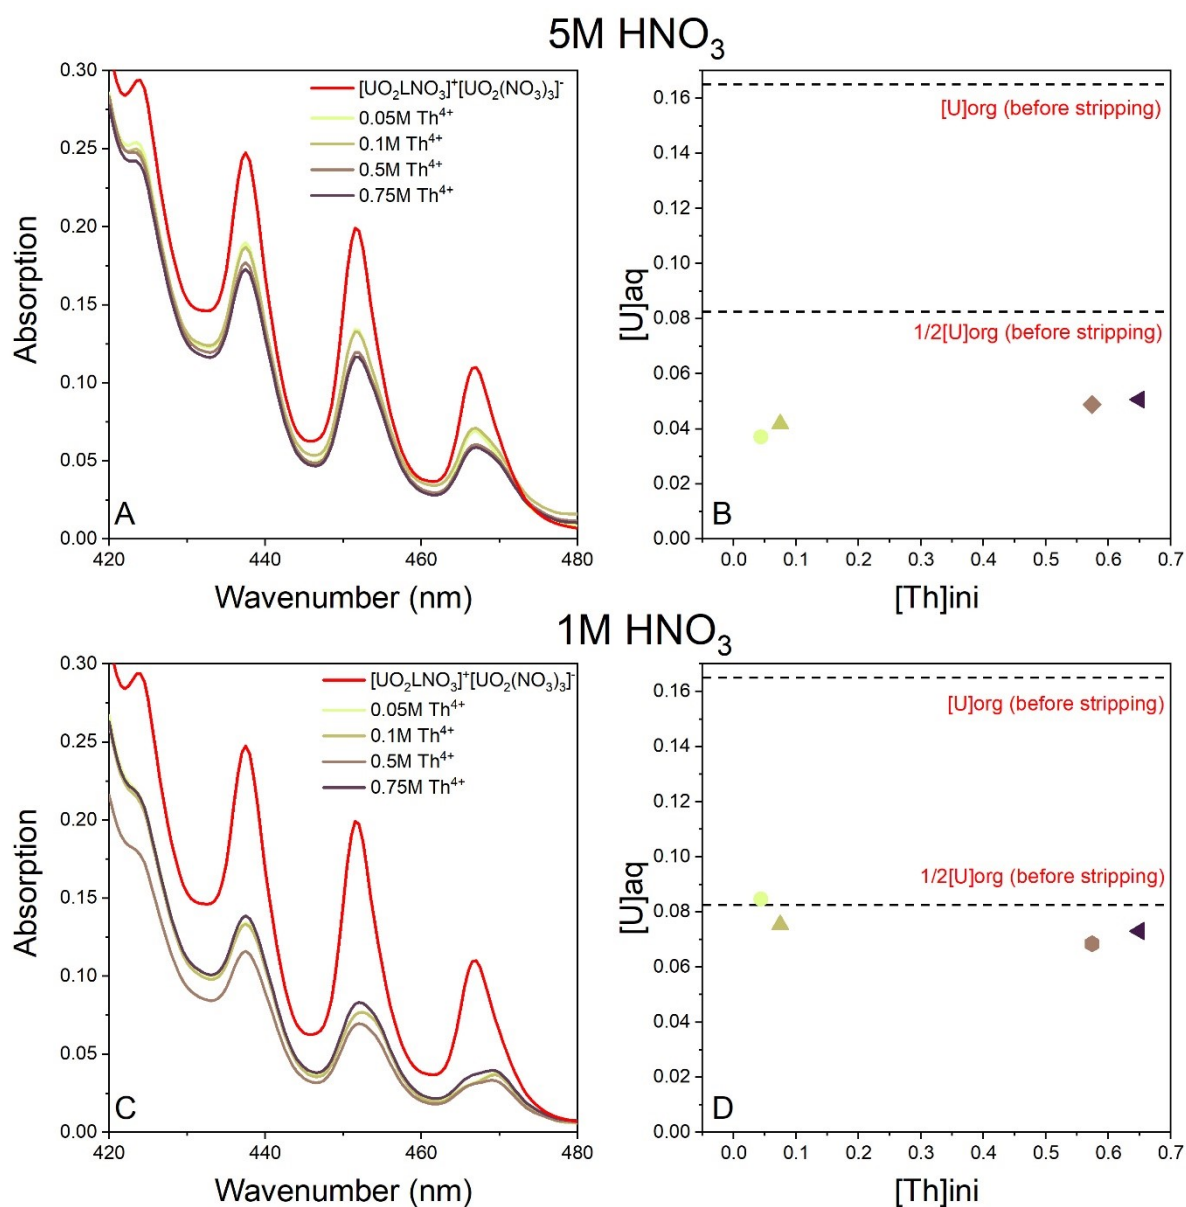 5M HNO₃
0.30
0.25
0.20
0.15
0.10
0.05
0.00
Absorption
[UO₂LNO₃]⁺[UO₂(NO₃)₃]⁻
0.05M Th⁴⁺
0.1M Th⁴⁺
0.5M Th⁴⁺
0.75M Th⁴⁺
A
420 440 460 480
Wavenumber (nm)
0.16
0.14
0.12
0.10
0.08
0.06
0.04
0.02
0.00
[U]aq
[U]org (before stripping)
1/2[U]org (before stripping)
B
0.0 0.1 0.2 0.3 0.4 0.5 0.6 0.7
[Th]ini
1M HNO₃
0.30
0.25
0.20
0.15
0.10
0.05
0.00
Absorption
[UO₂LNO₃]⁺[UO₂(NO₃)₃]⁻
0.05M Th⁴⁺
0.1M Th⁴⁺
0.5M Th⁴⁺
0.75M Th⁴⁺
C
420 440 460 480
Wavenumber (nm)
0.16
0.14
0.12
0.10
0.08
0.06
0.04
0.02
0.00
[U]aq
[U]org (before stripping)
1/2[U]org (before stripping)
D
0.0 0.1 0.2 0.3 0.4 0.5 0.6 0.7
[Th]ini